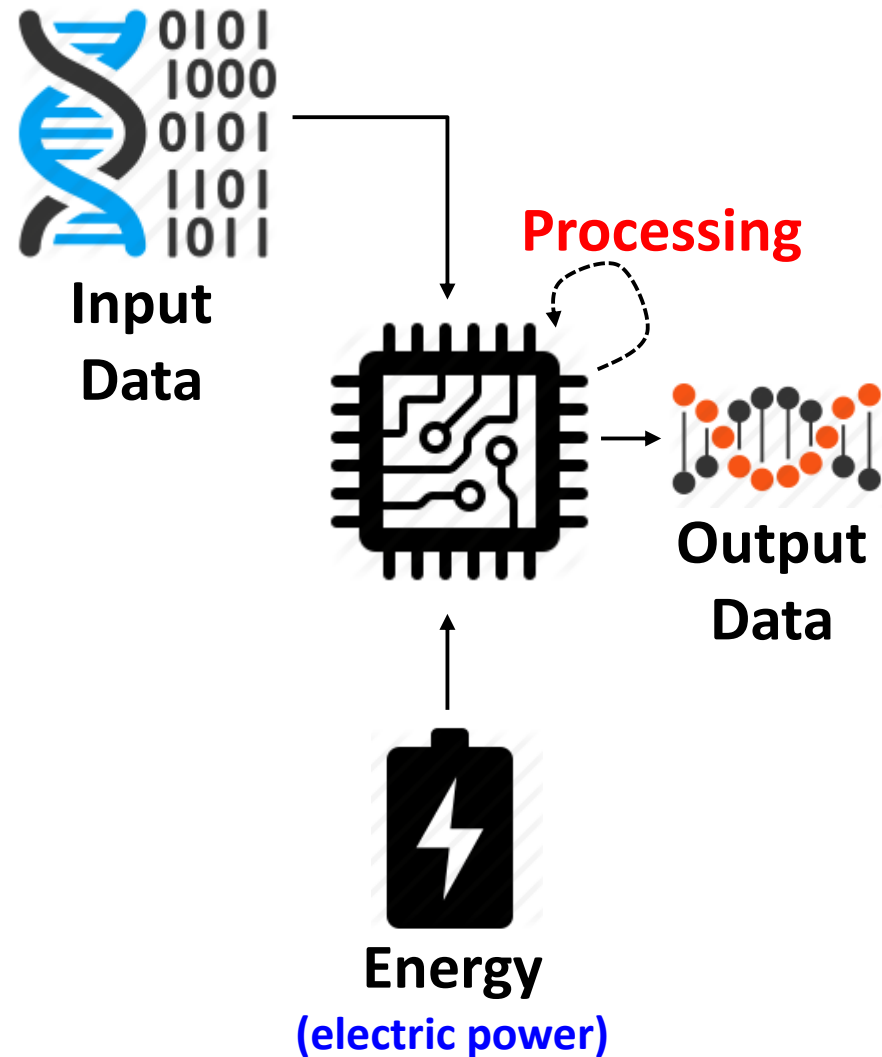 0101
1000
0101
1101
1011
Input
Data
Processing
Output
Data
Energy
(electric power)